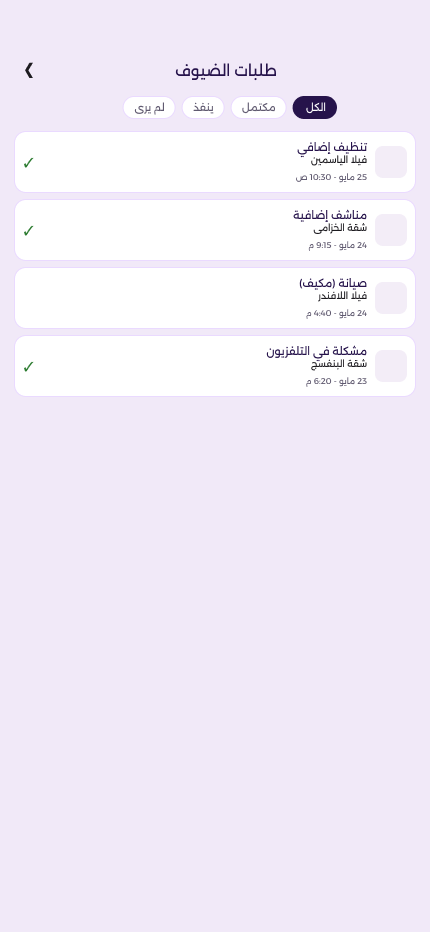 طلبات الضيوف
الكل مكتمل ينفذ لم يرى
تنظيف إضافي
فيلا الياسمين
25 مايو - 10:30 ص
مناشف إضافية
شقة الخزامى
24 مايو - 9:15 م
صيانة (مكيف)
فيلا اللافندر
24 مايو - 4:40 م
مشكلة في التلفزيون
شقة البنفسج
23 مايو - 6:20 م